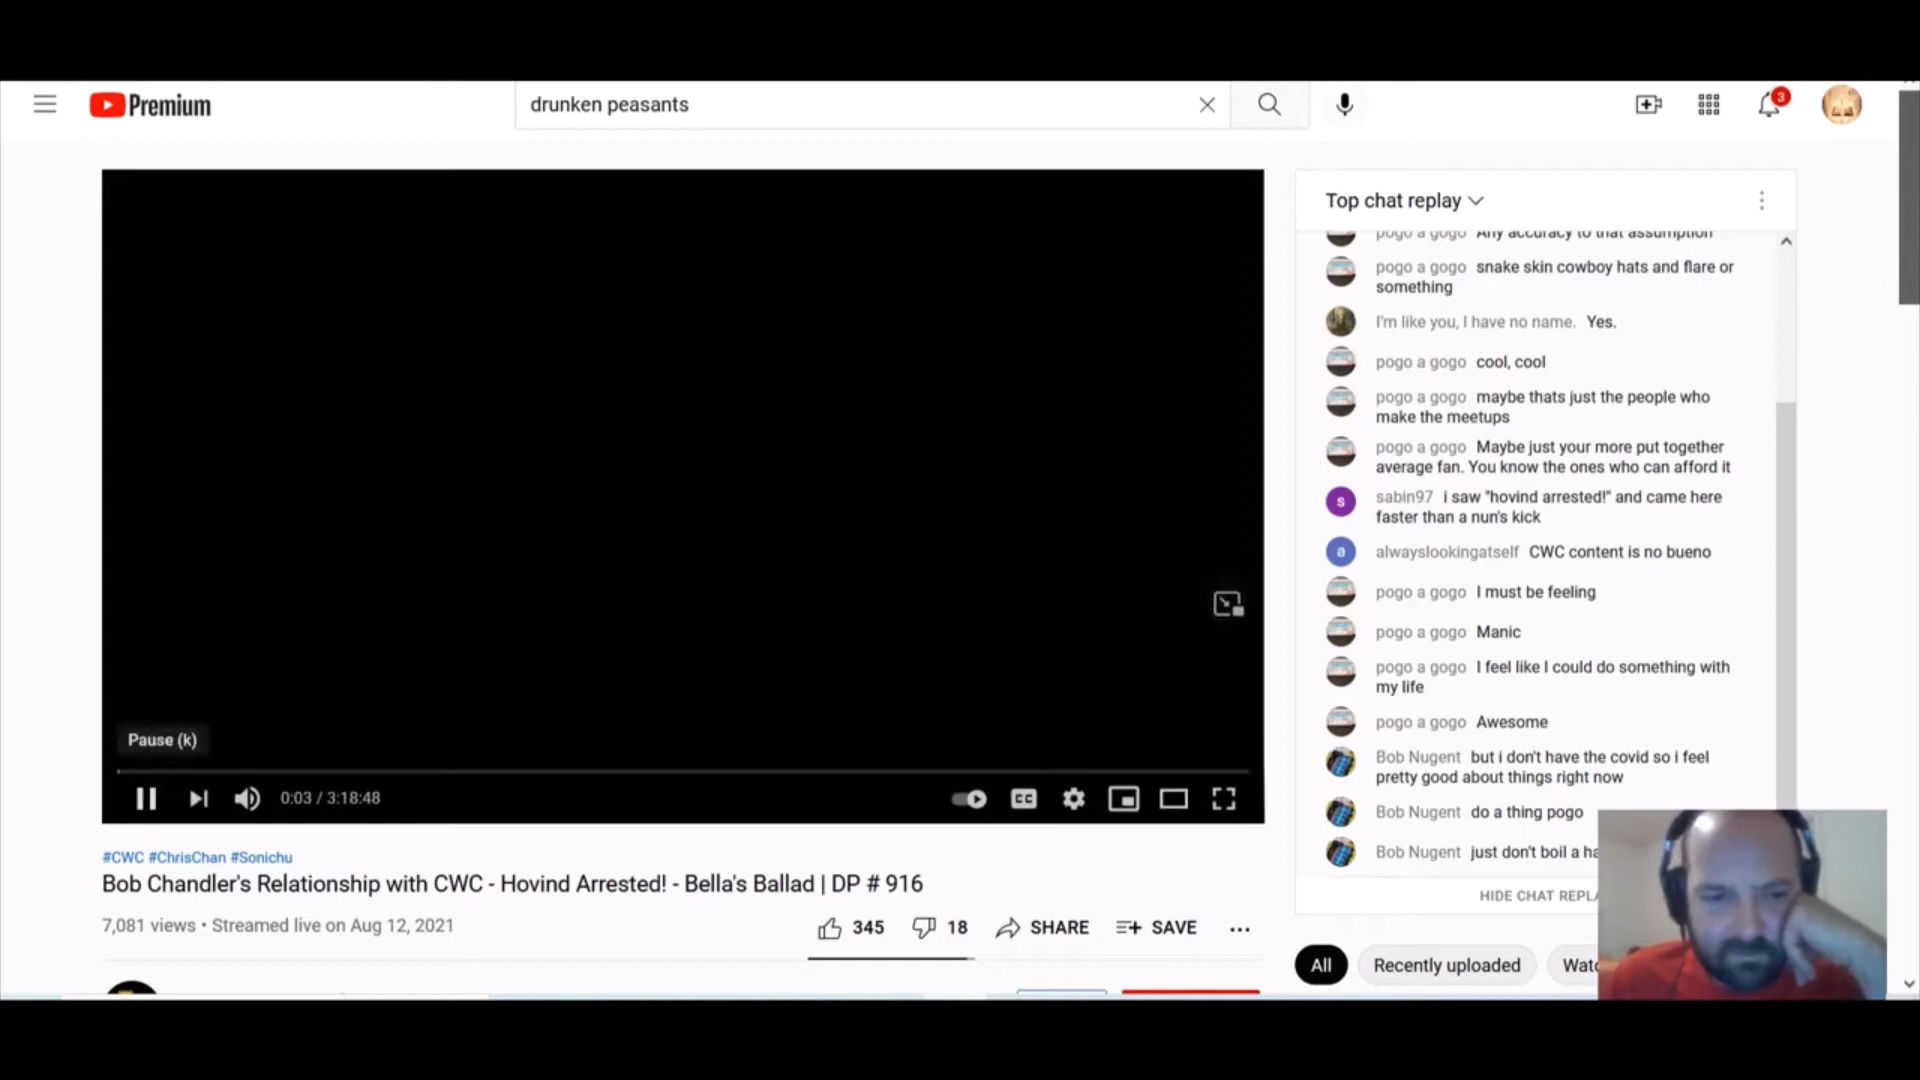 Premium
drunken peasants
3
Top chat replay
pogo a gogo Any accuracy to that assumption
pogo a gogo snake skin cowboy hats and flare or
something
I'm like you, I have no name. Yes.
pogo a gogo cool, cool
pogo a gogo maybe thats just the people who
make the meetups
pogo a gogo Maybe just your more put together
average fan. You know the ones who can afford it
s
sabin97 i saw "hovind arrested!" and came here
faster than a nun's kick
a
alwayslookingatself CWC content is no bueno
pogo a gogo I must be feeling
pogo a gogo Manic
pogo a gogo I feel like I could do something with
my life
pogo a gogo Awesome
Bob Nugent but i don't have the covid so i feel
pretty good about things right now
Bob Nugent do a thing pogo
Bob Nugent just don't boil a
HIDE CHAT
Pause (k)
0:03 / 3:18:48
CC
#CWC #ChrisChan #Sonichu
Bob Chandler's Relationship with CWC - Hovind Arrested! - Bella's Ballad | DP # 916
7,081 views • Streamed live on Aug 12, 2021
345
18
SHARE
SAVE
All
Recently uploaded